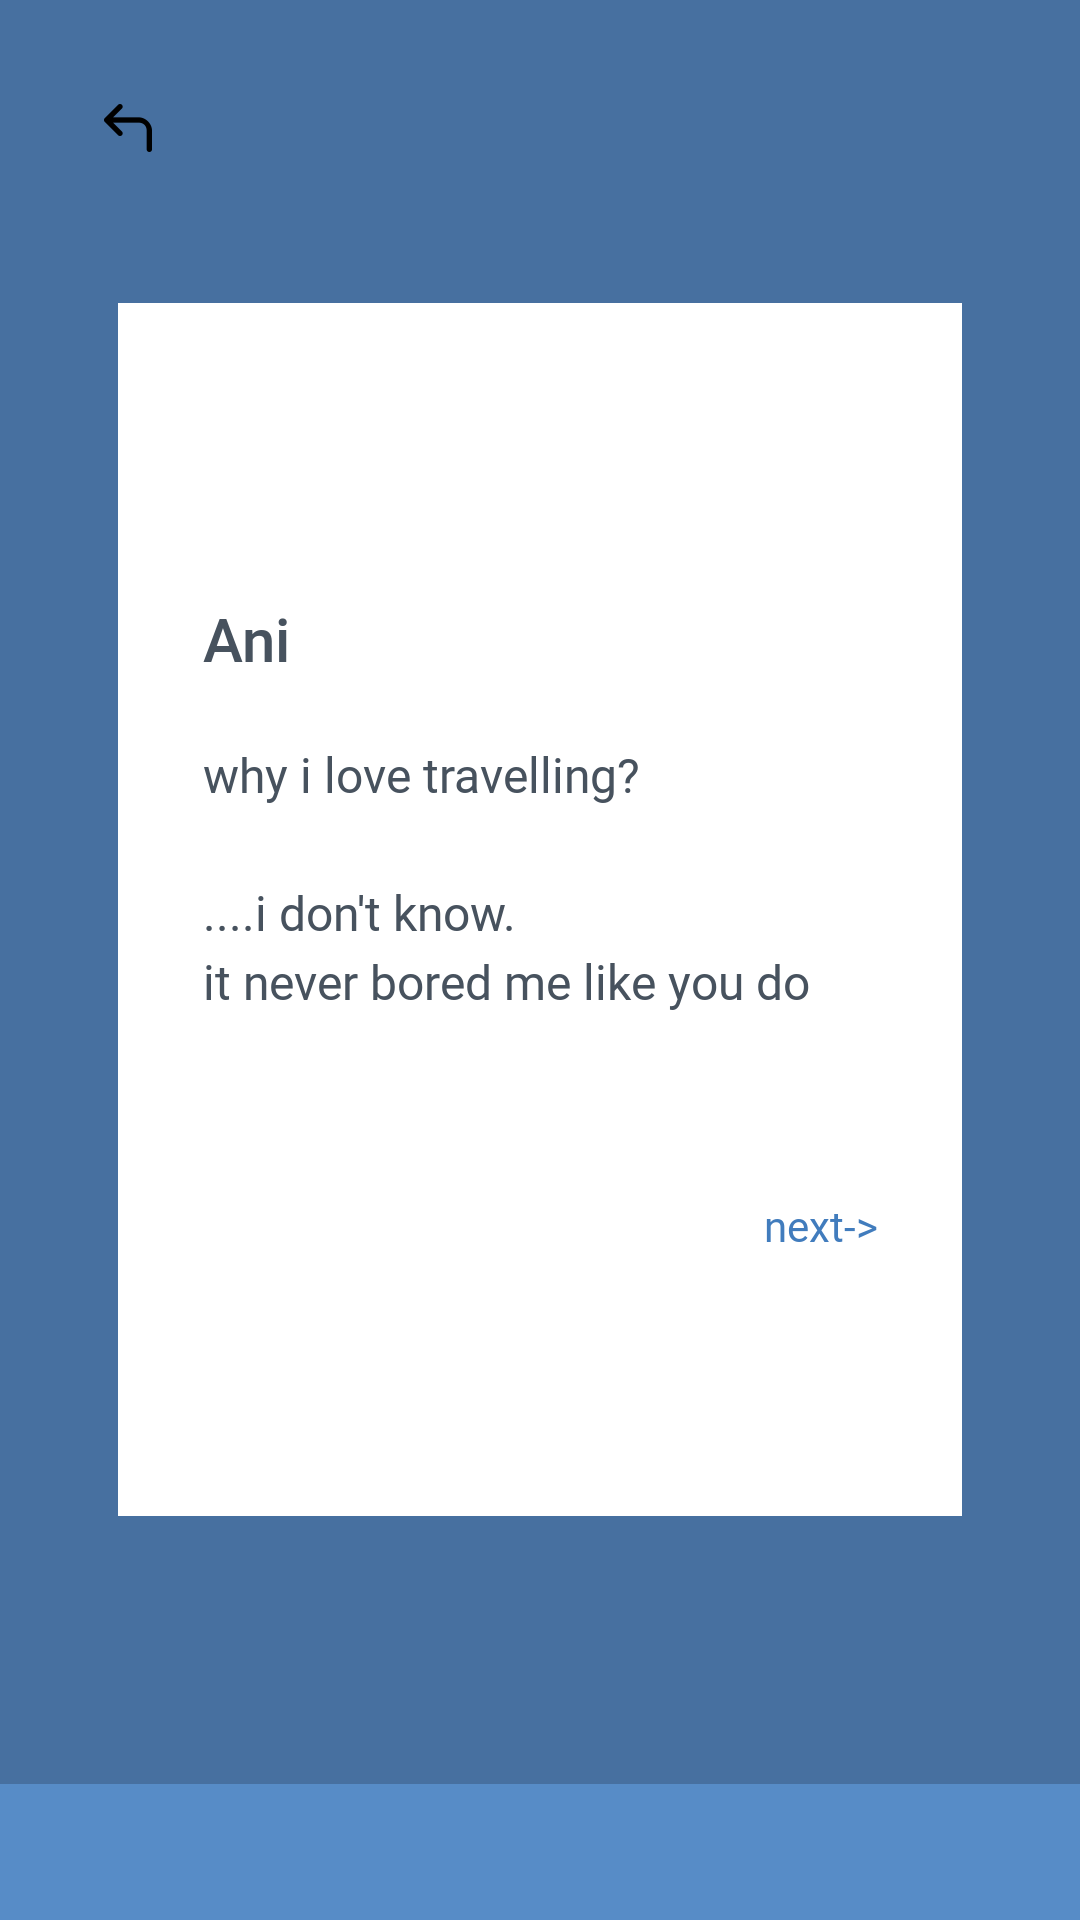 Ani
why i love travelling?
....i don't know.
it never bored me like you do
next->